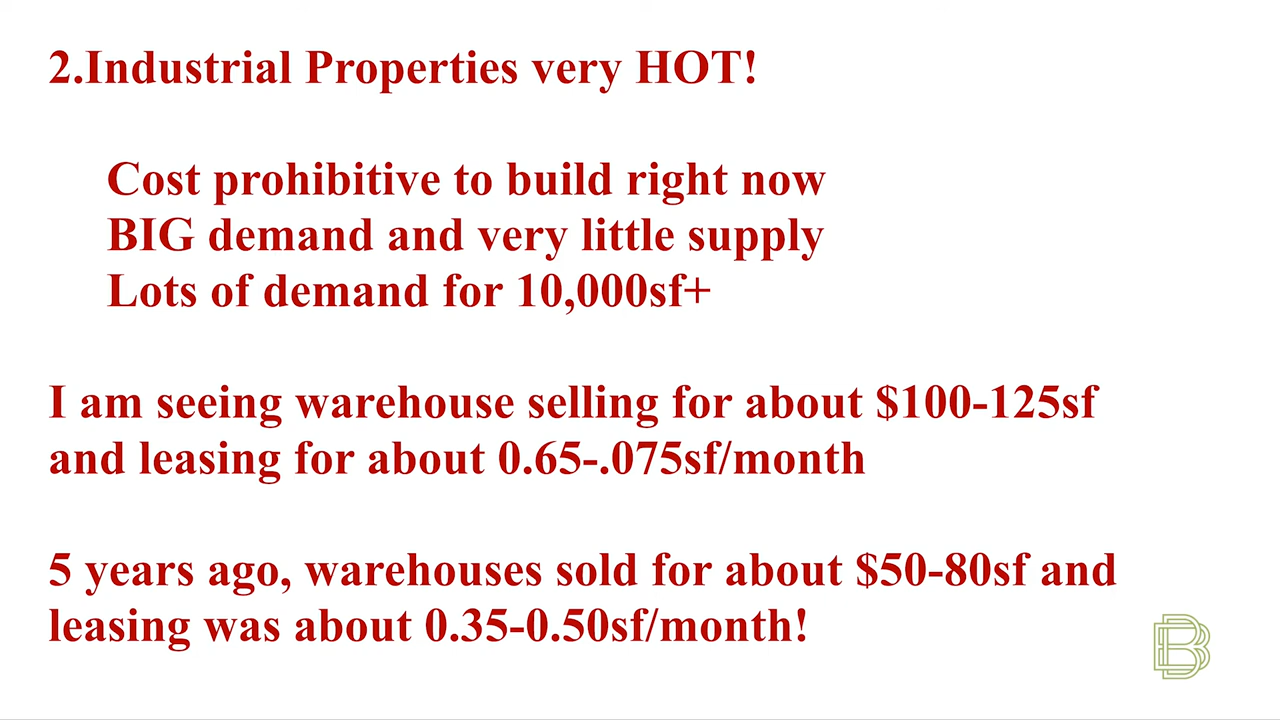 2.Industrial Properties very HOT!
Cost prohibitive to build right now
BIG demand and very little supply
Lots of demand for 10,000sf+
I am seeing warehouse selling for about $100-125sf
and leasing for about 0.65-.075sf/month
5 years ago, warehouses sold for about $50-80sf and
leasing was about 0.35-0.50sf/month!
BB